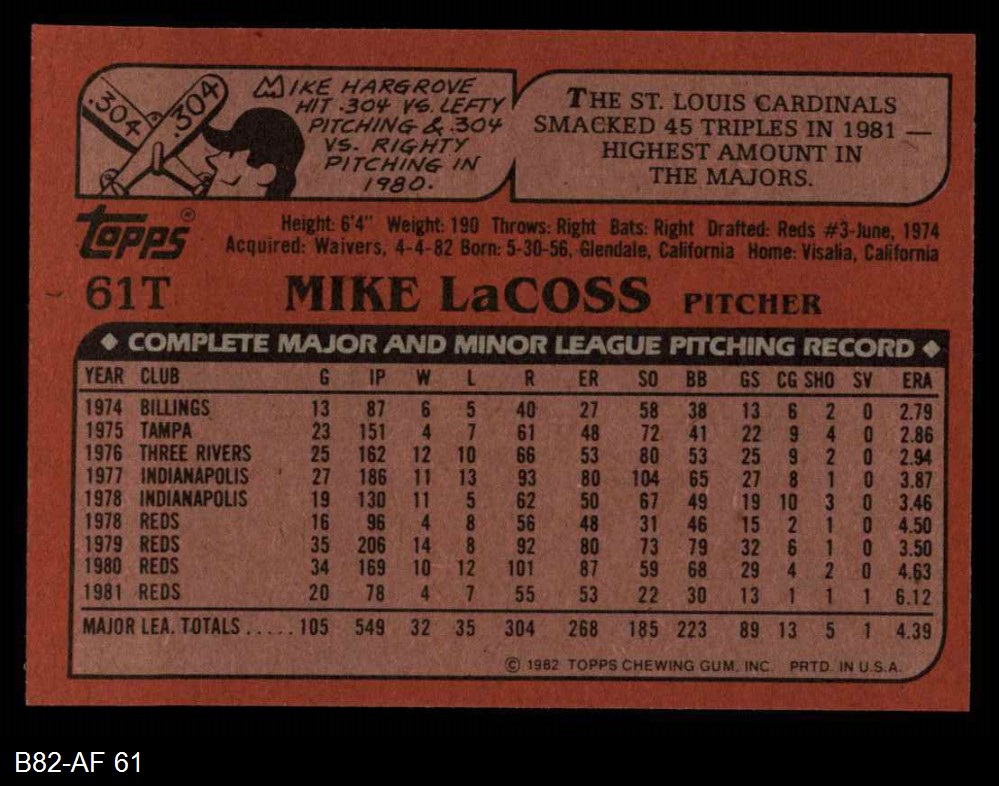 .304 .304
MIKE HARGROVE
HIT .304 VS. LEFTY
PITCHING & .304
VS. RIGHTY
PITCHING IN
1980.
THE ST. LOUIS CARDINALS
SMACKED 45 TRIPLES IN 1981 —
HIGHEST AMOUNT IN
THE MAJORS.
Topps®
Height: 6'4" Weight: 190 Throws: Right Bats: Right Drafted: Reds #3-June, 1974
Acquired: Waivers, 4-4-82 Born: 5-30-56, Glendale, California Home: Visalia, California
61T MIKE LaCOSS PITCHER
◆ COMPLETE MAJOR AND MINOR LEAGUE PITCHING RECORD ◆
YEAR CLUB G IP W L R ER SO BB GS CG SHO SV ERA
1974 BILLINGS 13 87 6 5 40 27 58 38 13 6 2 0 2.79
1975 TAMPA 23 151 4 7 61 48 72 41 22 9 4 0 2.86
1976 THREE RIVERS 25 162 12 10 66 53 80 53 25 9 2 0 2.94
1977 INDIANAPOLIS 27 186 11 13 93 80 104 65 27 8 1 0 3.87
1978 INDIANAPOLIS 19 130 11 5 62 50 67 49 19 10 3 0 3.46
1978 REDS 16 96 4 8 56 48 31 46 15 2 1 0 4.50
1979 REDS 35 206 14 8 92 80 73 79 32 6 1 0 3.50
1980 REDS 34 169 10 12 101 87 59 68 29 4 2 0 4.63
1981 REDS 20 78 4 7 55 53 22 30 13 1 1 1 6.12
MAJOR LEA. TOTALS ..... 105 549 32 35 304 268 185 223 89 13 5 1 4.39
© 1982 TOPPS CHEWING GUM, INC. PRTD. IN U.S.A.
B82-AF 61